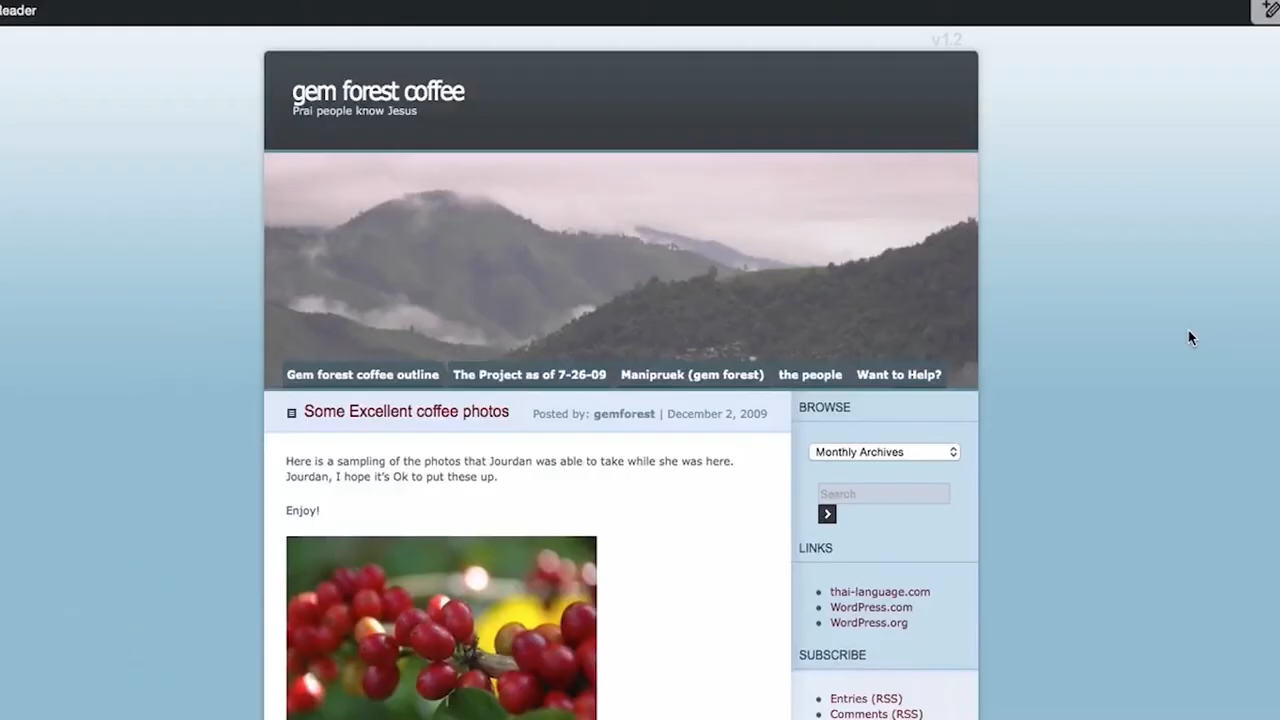 Reader
v1.2
gem forest coffee
Prai people know Jesus
Gem forest coffee outline The Project as of 7-26-09 Manipruek (gem forest) the people Want to Help?
Some Excellent coffee photos Posted by: gemforest | December 2, 2009
Here is a sampling of the photos that Jourdan was able to take while she was here.
Jourdan, I hope it's Ok to put these up.
Enjoy!
BROWSE
Monthly Archives
Search
LINKS
thai-language.com
WordPress.com
WordPress.org
SUBSCRIBE
Entries (RSS)
Comments (RSS)